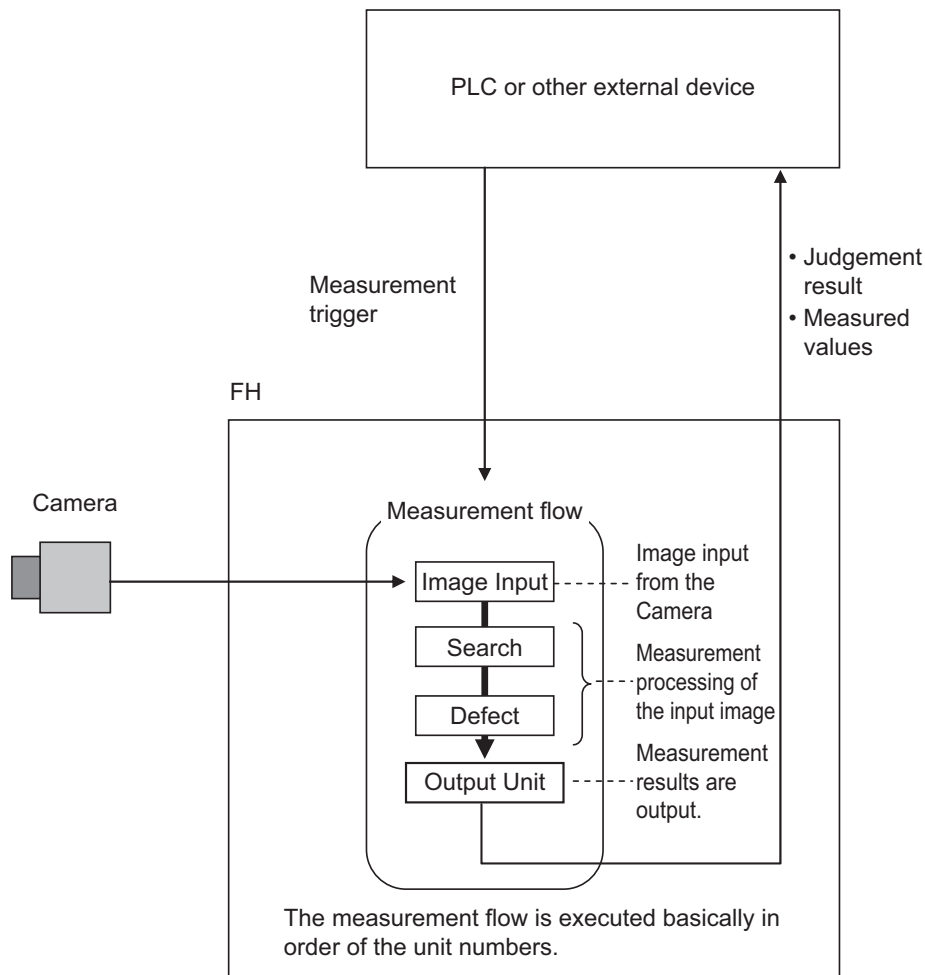 PLC or other external device
Measurement
trigger
• Judgement
result
• Measured
values
FH
Camera
Measurement flow
Image Input
Image input
from the
Camera
Search
Defect
Measurement
processing of
the input image
Output Unit
Measurement
results are
output.
The measurement flow is executed basically in
order of the unit numbers.